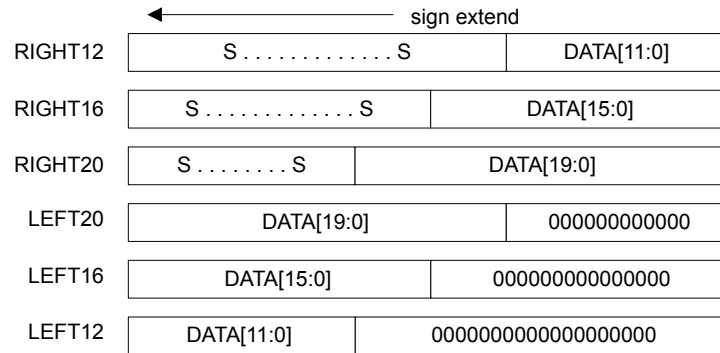 sign extend
RIGHT12 S . . . . . . . . . . . . . S DATA[11:0]
RIGHT16 S . . . . . . . . . . . . . S DATA[15:0]
RIGHT20 S . . . . . . . . S DATA[19:0]
LEFT20 DATA[19:0] 000000000000
LEFT16 DATA[15:0] 0000000000000000
LEFT12 DATA[11:0] 00000000000000000000